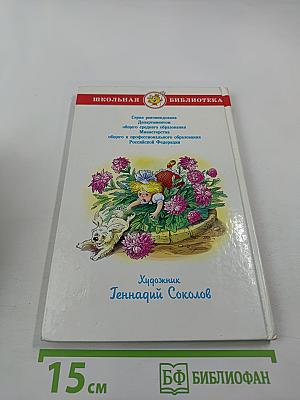 ШКОЛЬНАЯ БИБЛИОТЕКА
Серия рекомендована
Департаментом
общего среднего образования
Министерства
общего и профессионального образования
Российской Федерации
Художник
Геннадий Соколов
15 см
БФ БИБЛИОФАН